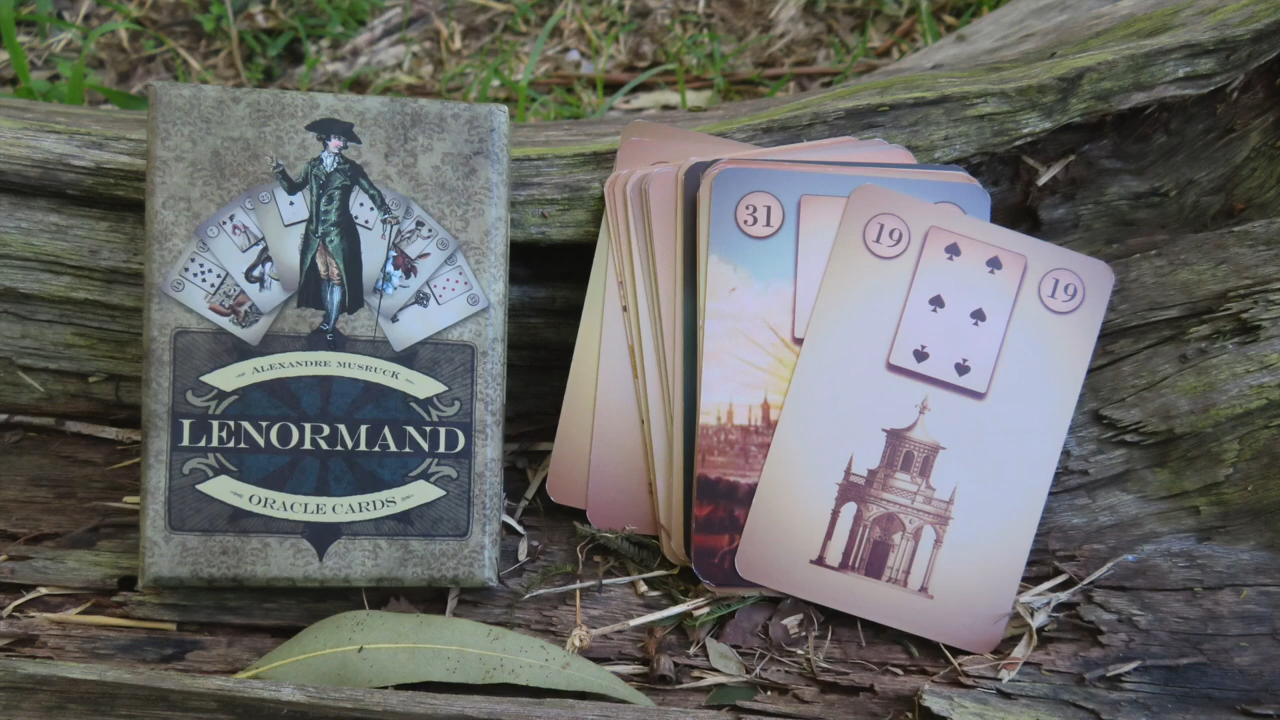 ALEXANDRE MUSRUCK
LENORMAND
ORACLE CARDS
31
19
19